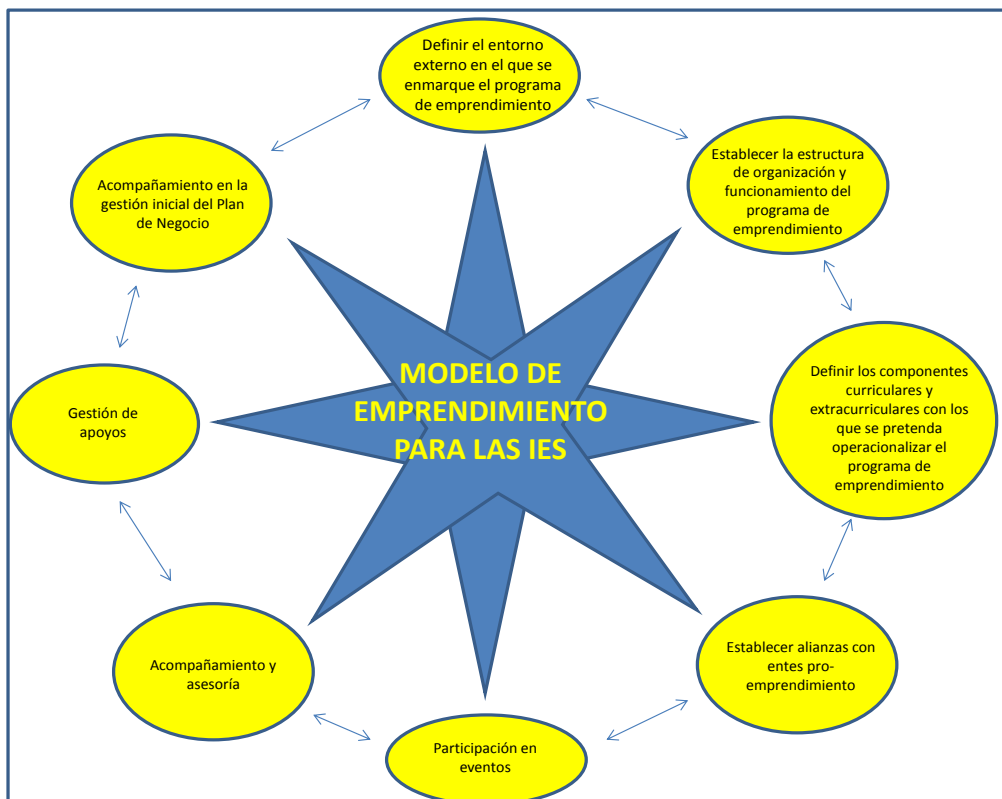 Definir el entorno
externo en el que se
enmarque el programa
de emprendimiento
Establecer la estructura
de organización y
funcionamiento del
programa de
emprendimiento
Definir los componentes
curriculares y
extracurriculares con los
que se pretenda
operacionalizar el
programa de
emprendimiento
Establecer alianzas con
entes pro-
emprendimiento
Participación en
eventos
Acompañamiento y
asesoría
Gestión de
apoyos
Acompañamiento en la
gestión inicial del Plan
de Negocio
MODELO DE
EMPRENDIMIENTO
PARA LAS IES